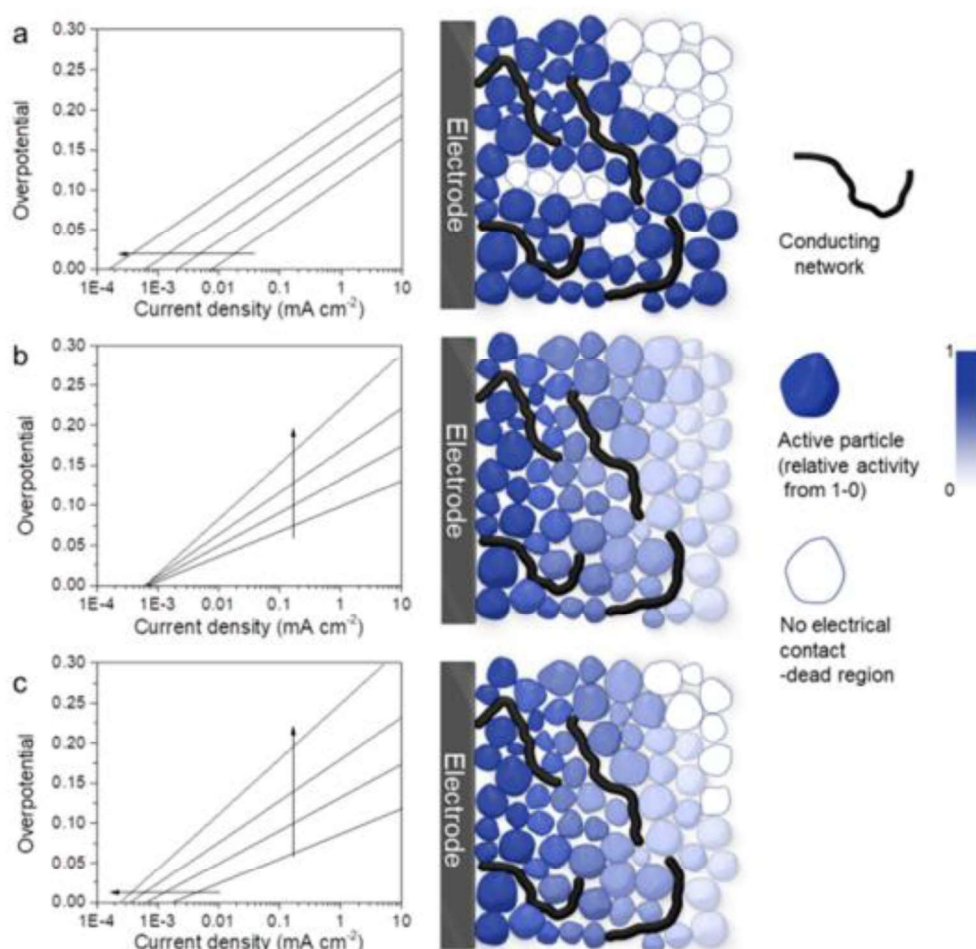 a
0.30
0.25
0.20
0.15
0.10
0.05
0.00
Overpotential
1E-4 1E-3 0.01 0.1 1 10
Current density (mA cm-2)
Electrode
Conducting
network
b
0.30
0.25
0.20
0.15
0.10
0.05
0.00
Overpotential
1E-4 1E-3 0.01 0.1 1 10
Current density (mA cm-2)
Electrode
1
0
Active particle
(relative activity
from 1-0)
No electrical
contact
-dead region
c
0.30
0.25
0.20
0.15
0.10
0.05
0.00
Overpotential
1E-4 1E-3 0.01 0.1 1 10
Current density (mA cm-2)
Electrode